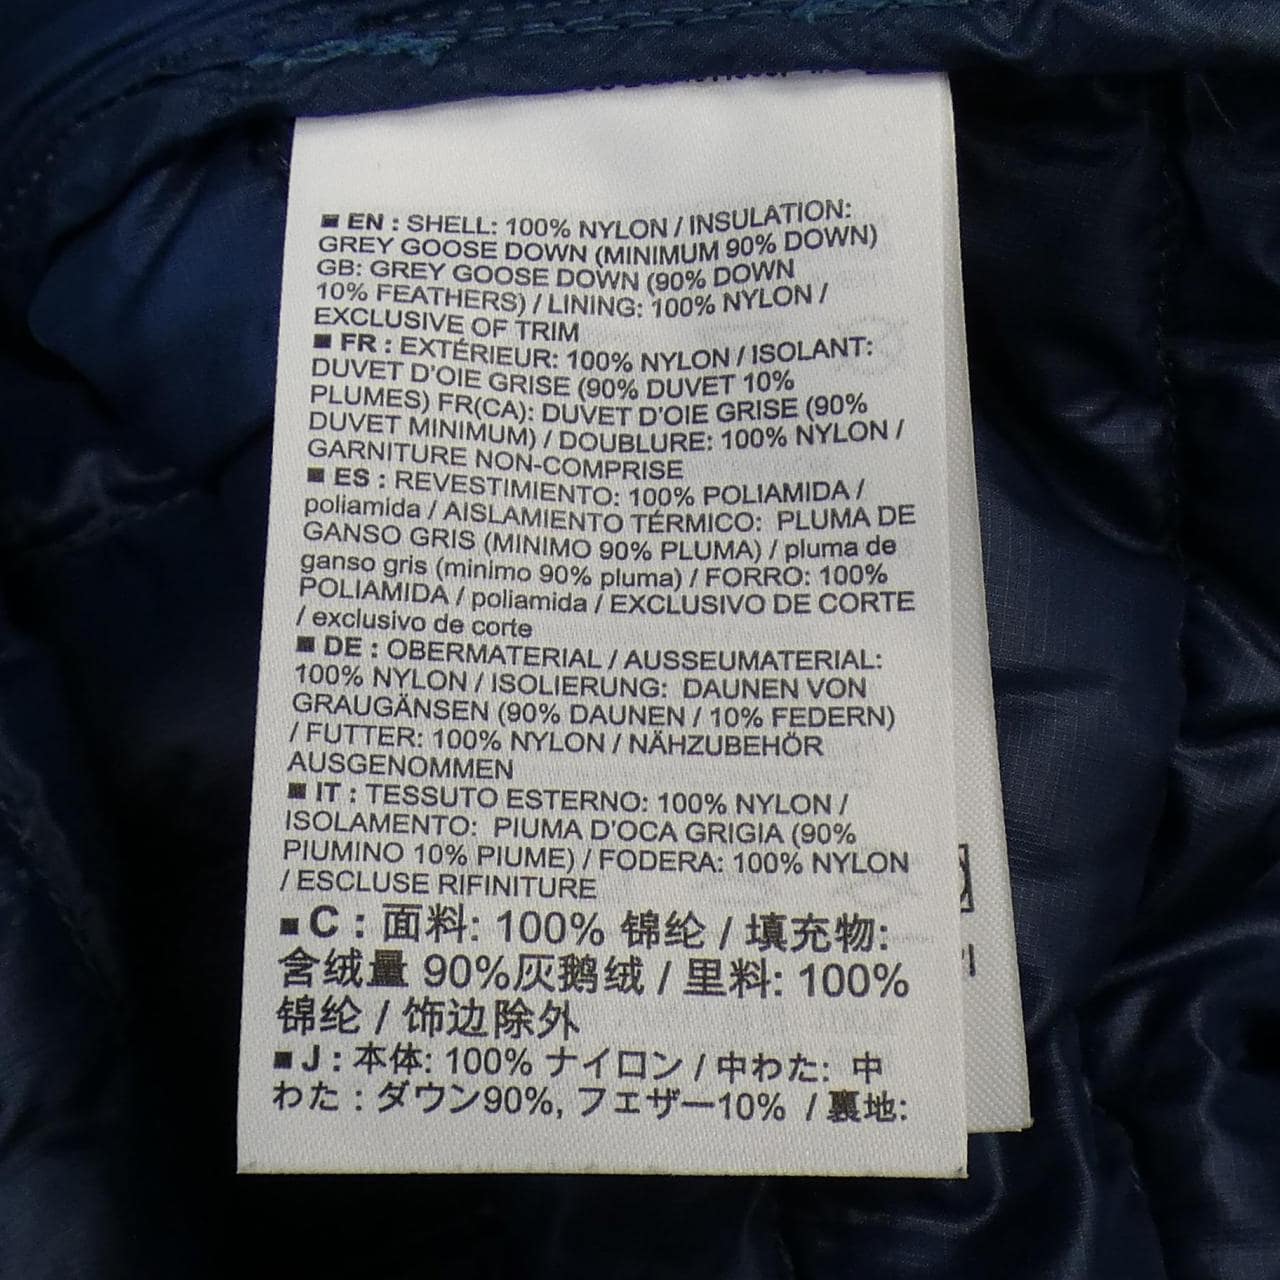 ■ EN : SHELL: 100% NYLON / INSULATION:
GREY GOOSE DOWN (MINIMUM 90% DOWN)
GB: GREY GOOSE DOWN (90% DOWN
10% FEATHERS) / LINING: 100% NYLON /
EXCLUSIVE OF TRIM
■ FR : EXTÉRIEUR: 100% NYLON / ISOLANT:
DUVET D'OIE GRISE (90% DUVET 10%
PLUMES) FR(CA): DUVET D'OIE GRISE (90%
DUVET MINIMUM) / DOUBLURE: 100% NYLON /
GARNITURE NON-COMPRISE
■ ES : REVESTIMIENTO: 100% POLIAMIDA /
poliamida / AISLAMIENTO TÉRMICO: PLUMA DE
GANSO GRIS (MINIMO 90% PLUMA) / pluma de
ganso gris (minimo 90% pluma) / FORRO: 100%
POLIAMIDA / poliamida / EXCLUSIVO DE CORTE
/ exclusivo de corte
■ DE : OBERMATERIAL / AUSSEUMATERIAL:
100% NYLON / ISOLIERUNG: DAUNEN VON
GRAUGÄNSEN (90% DAUNEN / 10% FEDERN)
/ FUTTER: 100% NYLON / NÄHZUBEHÖR
AUSGENOMMEN
■ IT : TESSUTO ESTERNO: 100% NYLON /
ISOLAMENTO: PIUMA D'OCA GRIGIA (90%
PIUMINO 10% PIUME) / FODERA: 100% NYLON
/ ESCLUSE RIFINITURE
■ C : 面料: 100% 锦纶 / 填充物:
含绒量 90%灰鹅绒 / 里料: 100%
锦纶 / 饰边除外
■ J : 本体: 100% ナイロン / 中わた: 中
わた : ダウン90%, フェザー10% / 裏地: